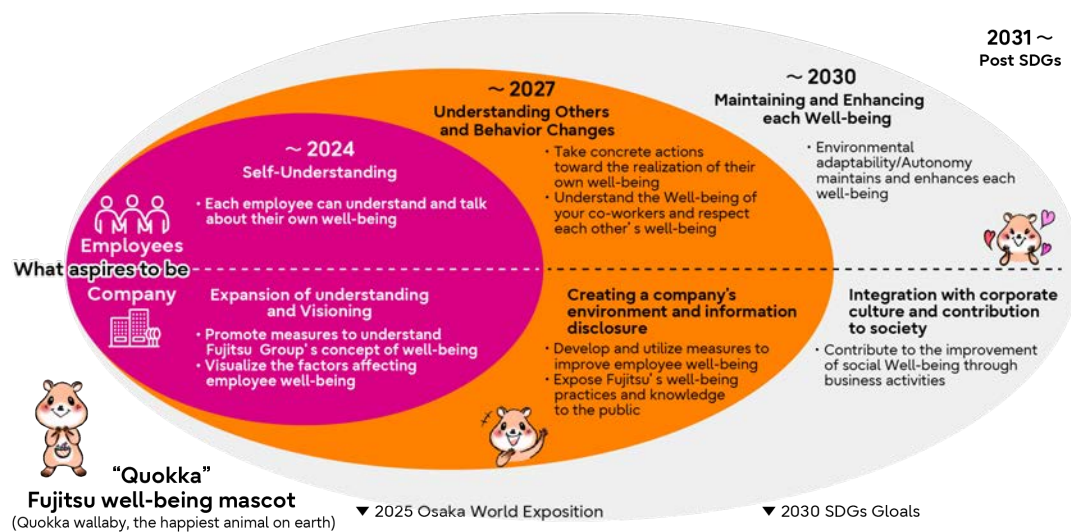 2031～
Post SDGs
～2030
Maintaining and Enhancing
each Well-being
・Environmental
adaptability/Autonomy
maintains and enhances each
well-being
～2027
Understanding Others
and Behavior Changes
・Take concrete actions
toward the realization of their
own well-being
・Understand the Well-being of
your co-workers and respect
each other's well-being
～2024
Self-Understanding
・Each employee can understand and talk
about their own well-being
Employees
What aspires to be
Company
Expansion of understanding
and Visioning
・Promote measures to understand
Fujitsu Group's concept of well-being
・Visualize the factors affecting
employee well-being
Creating a company's
environment and information
disclosure
・Develop and utilize measures to
improve employee well-being
・Expose Fujitsu's well-being
practices and knowledge
to the public
Integration with corporate
culture and contribution
to society
・Contribute to the improvement
of social Well-being through
business activities
“Quokka”
Fujitsu well-being mascot
(Quokka wallaby, the happiest animal on earth)
▼ 2025 Osaka World Exposition
▼ 2030 SDGs Gloals